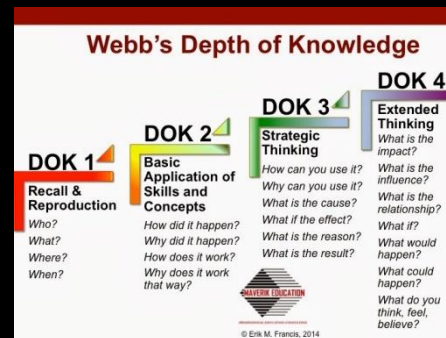 Webb's Depth of Knowledge
DOK 1
Recall &
Reproduction
Who?
What?
Where?
When?
DOK 2
Basic
Application of
Skills and
Concepts
How did it happen?
Why did it happen?
How does it work?
Why does it work
that way?
DOK 3
Strategic
Thinking
How can you use it?
Why can you use it?
What is the cause?
What if the effect?
What is the reason?
What is the result?
DOK 4
Extended
Thinking
What is the
impact?
What is the
influence?
What is the
relationship?
What if?
What would
happen?
What could
happen?
What do you
think, feel,
believe?
MAVERIK EDUCATION
© Erik M. Francis, 2014